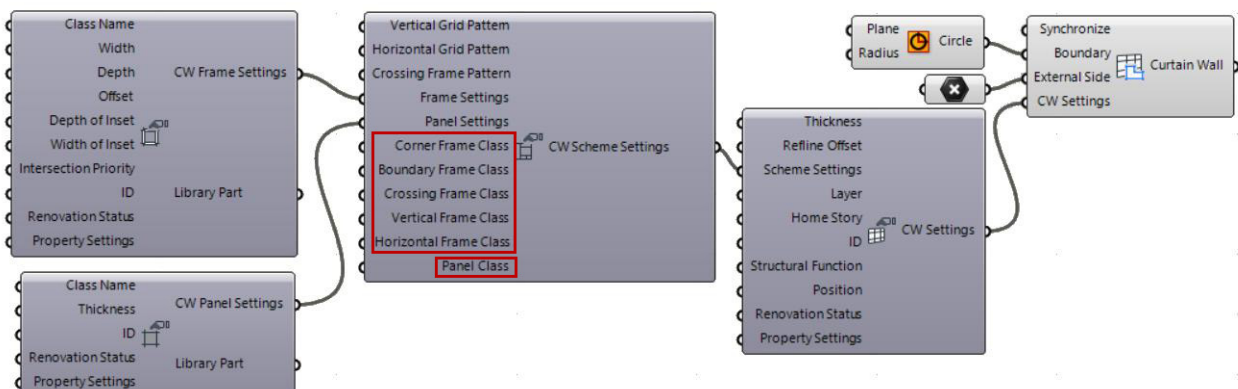 Class Name
Width
Depth
Offset
Depth of Inset
Width of Inset
Intersection Priority
ID
Renovation Status
Property Settings
CW Frame Settings
Library Part
Class Name
Thickness
ID
Renovation Status
Property Settings
CW Panel Settings
Library Part
Vertical Grid Pattern
Horizontal Grid Pattern
Crossing Frame Pattern
Frame Settings
Panel Settings
Corner Frame Class
Boundary Frame Class
Crossing Frame Class
Vertical Frame Class
Horizontal Frame Class
Panel Class
CW Scheme Settings
Thickness
Refline Offset
Scheme Settings
Layer
Home Story
ID
Structural Function
Position
Renovation Status
Property Settings
CW Settings
Plane
Radius
Circle
Synchronize
Boundary
External Side
CW Settings
Curtain Wall